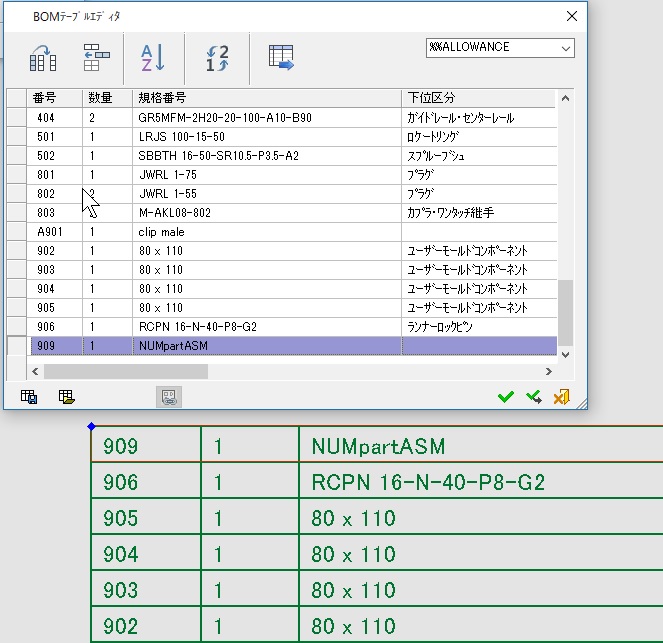 BOMﾃｰﾌﾞﾙｴﾃﾞｨﾀ
A
Z
2
1 3
%%ALLOWANCE
番号 数量 規格番号 下位区分
404 2 GR5MFM-2H20-20-100-A10-B90 ｶﾞｲﾄﾞﾚｰﾙ･ｾﾝﾀｰﾚｰﾙ
501 1 LRJS 100-15-50 ﾛｹｰﾄﾘﾝｸﾞ
502 1 SBBTH 16-50-SR10.5-P3.5-A2 ｽﾌﾟﾙｰﾌﾞｼｭ
801 1 JWRL 1-75 ﾌﾟﾗｸﾞ
802 2 JWRL 1-55 ﾌﾟﾗｸﾞ
803 M-AKL08-802 ｶﾌﾟﾗ･ﾜﾝﾀｯﾁ継手
A901 1 clip male
902 1 80 x 110 ﾕｰｻﾞｰﾓｰﾙﾄﾞｺﾝﾎﾟｰﾈﾝﾄ
903 1 80 x 110 ﾕｰｻﾞｰﾓｰﾙﾄﾞｺﾝﾎﾟｰﾈﾝﾄ
904 1 80 x 110 ﾕｰｻﾞｰﾓｰﾙﾄﾞｺﾝﾎﾟｰﾈﾝﾄ
905 1 80 x 110 ﾕｰｻﾞｰﾓｰﾙﾄﾞｺﾝﾎﾟｰﾈﾝﾄ
906 1 RCPN 16-N-40-P8-G2 ﾗﾝﾅｰﾛｯｸﾋﾟﾝ
909 1 NUMpartASM
909 1 NUMpartASM
906 1 RCPN 16-N-40-P8-G2
905 1 80 x 110
904 1 80 x 110
903 1 80 x 110
902 1 80 x 110